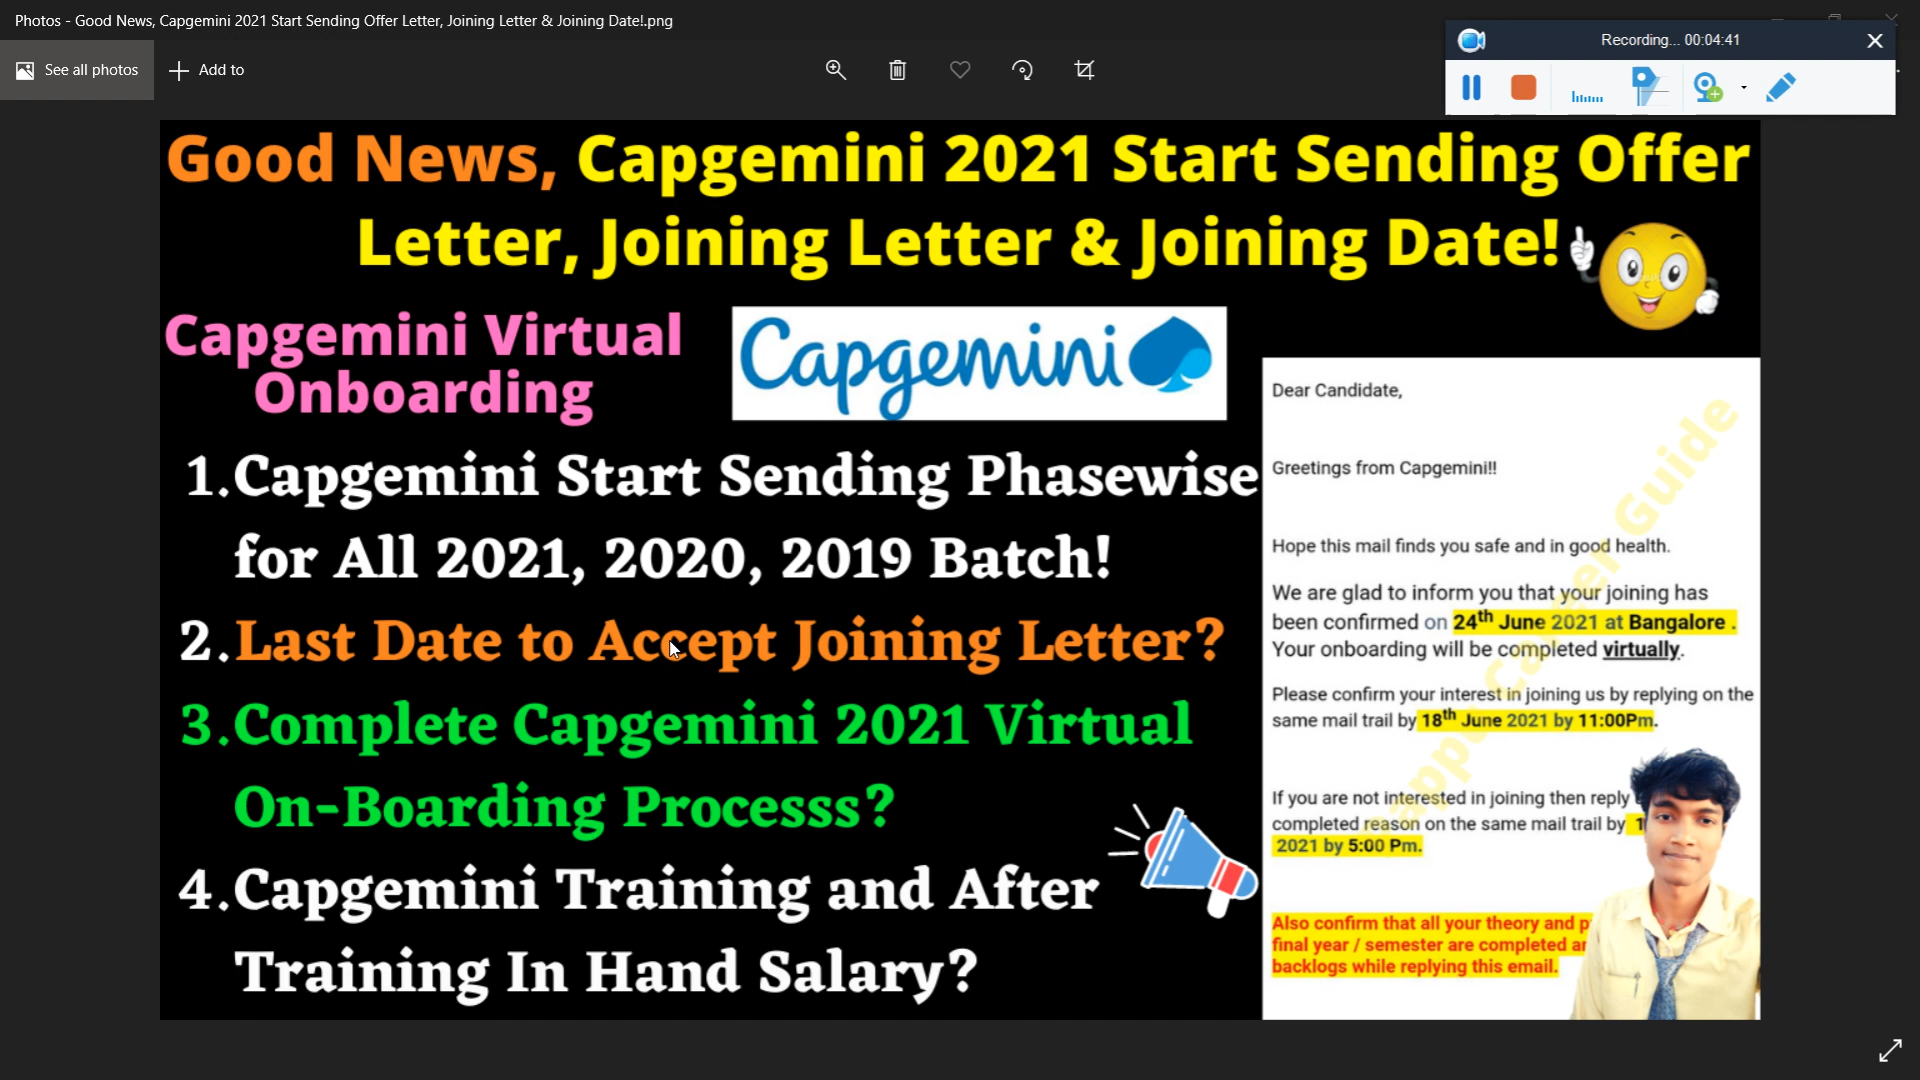 Photos - Good News, Capgemini 2021 Start Sending Offer Letter, Joining Letter & Joining Date!.png
Recording... 00:04:41
See all photos
Add to
Good News, Capgemini 2021 Start Sending Offer
Letter, Joining Letter & Joining Date!
Capgemini Virtual
Onboarding
Capgemini
1.Capgemini Start Sending Phasewise
for All 2021, 2020, 2019 Batch!
2.Last Date to Accept Joining Letter?
3.Complete Capgemini 2021 Virtual
On-Boarding Processs?
4.Capgemini Training and After
Training In Hand Salary?
Dear Candidate,
Greetings from Capgemini!!
Hope this mail finds you safe and in good health.
We are glad to inform you that your joining has
been confirmed on 24th June 2021 at Bangalore .
Your onboarding will be completed virtually.
Please confirm your interest in joining us by replying on the
same mail trail by 18th June 2021 by 11:00Pm.
If you are not interested in joining then reply
completed reason on the same mail trail by
2021 by 5:00 Pm.
Also confirm that all your theory and
final year / semester are completed
backlogs while replying this email.
Career Guide